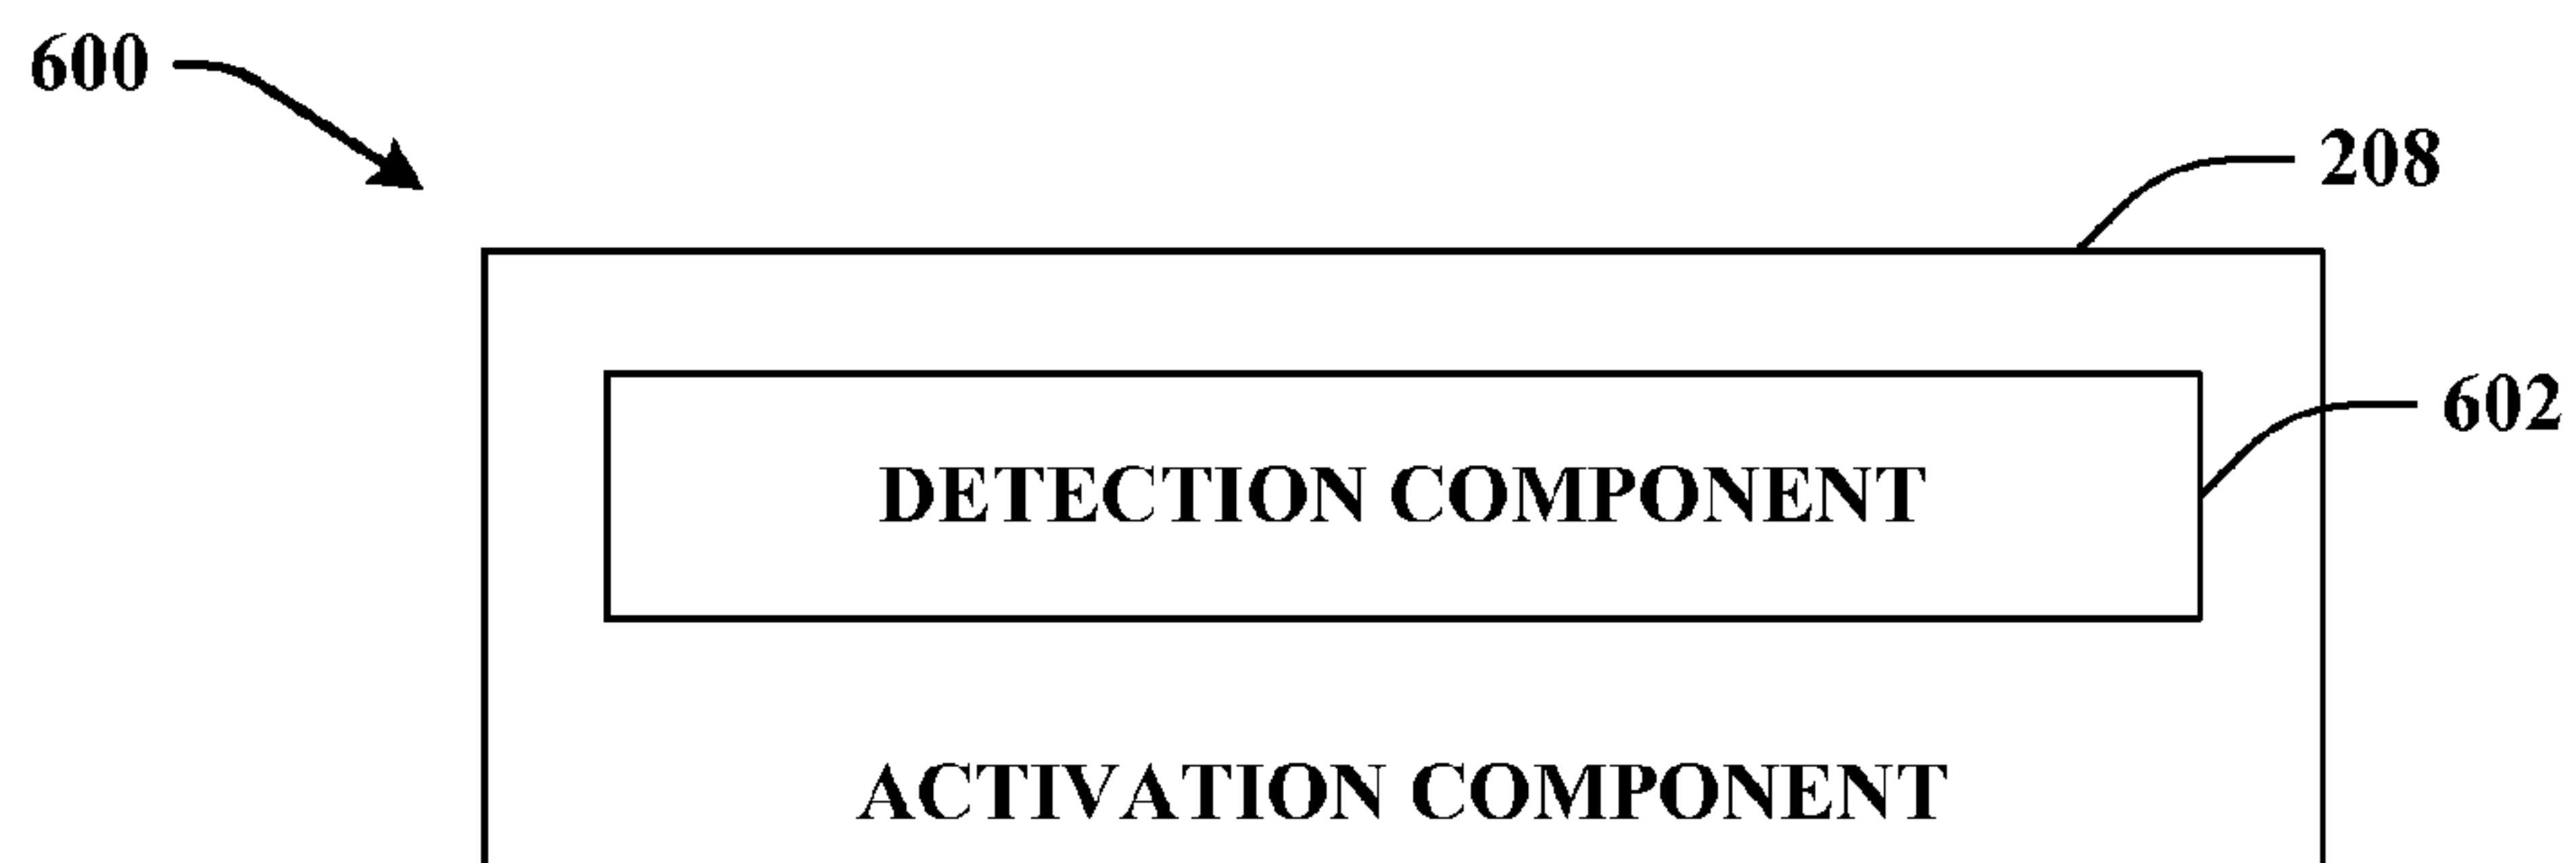 600
208
602
DETECTION COMPONENT
ACTIVATION COMPONENT